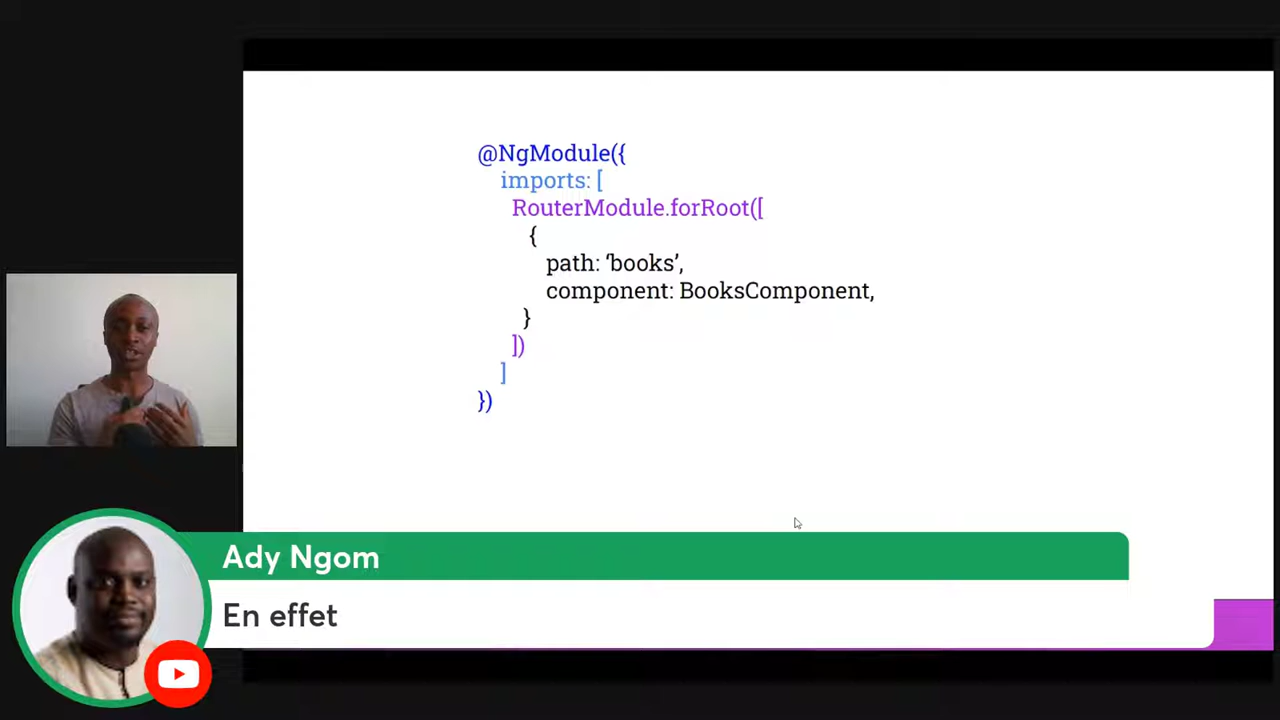 @NgModule({
imports: [
RouterModule.forRoot([
{
path: ‘books’,
component: BooksComponent,
}
])
]
})
Ady Ngom
En effet